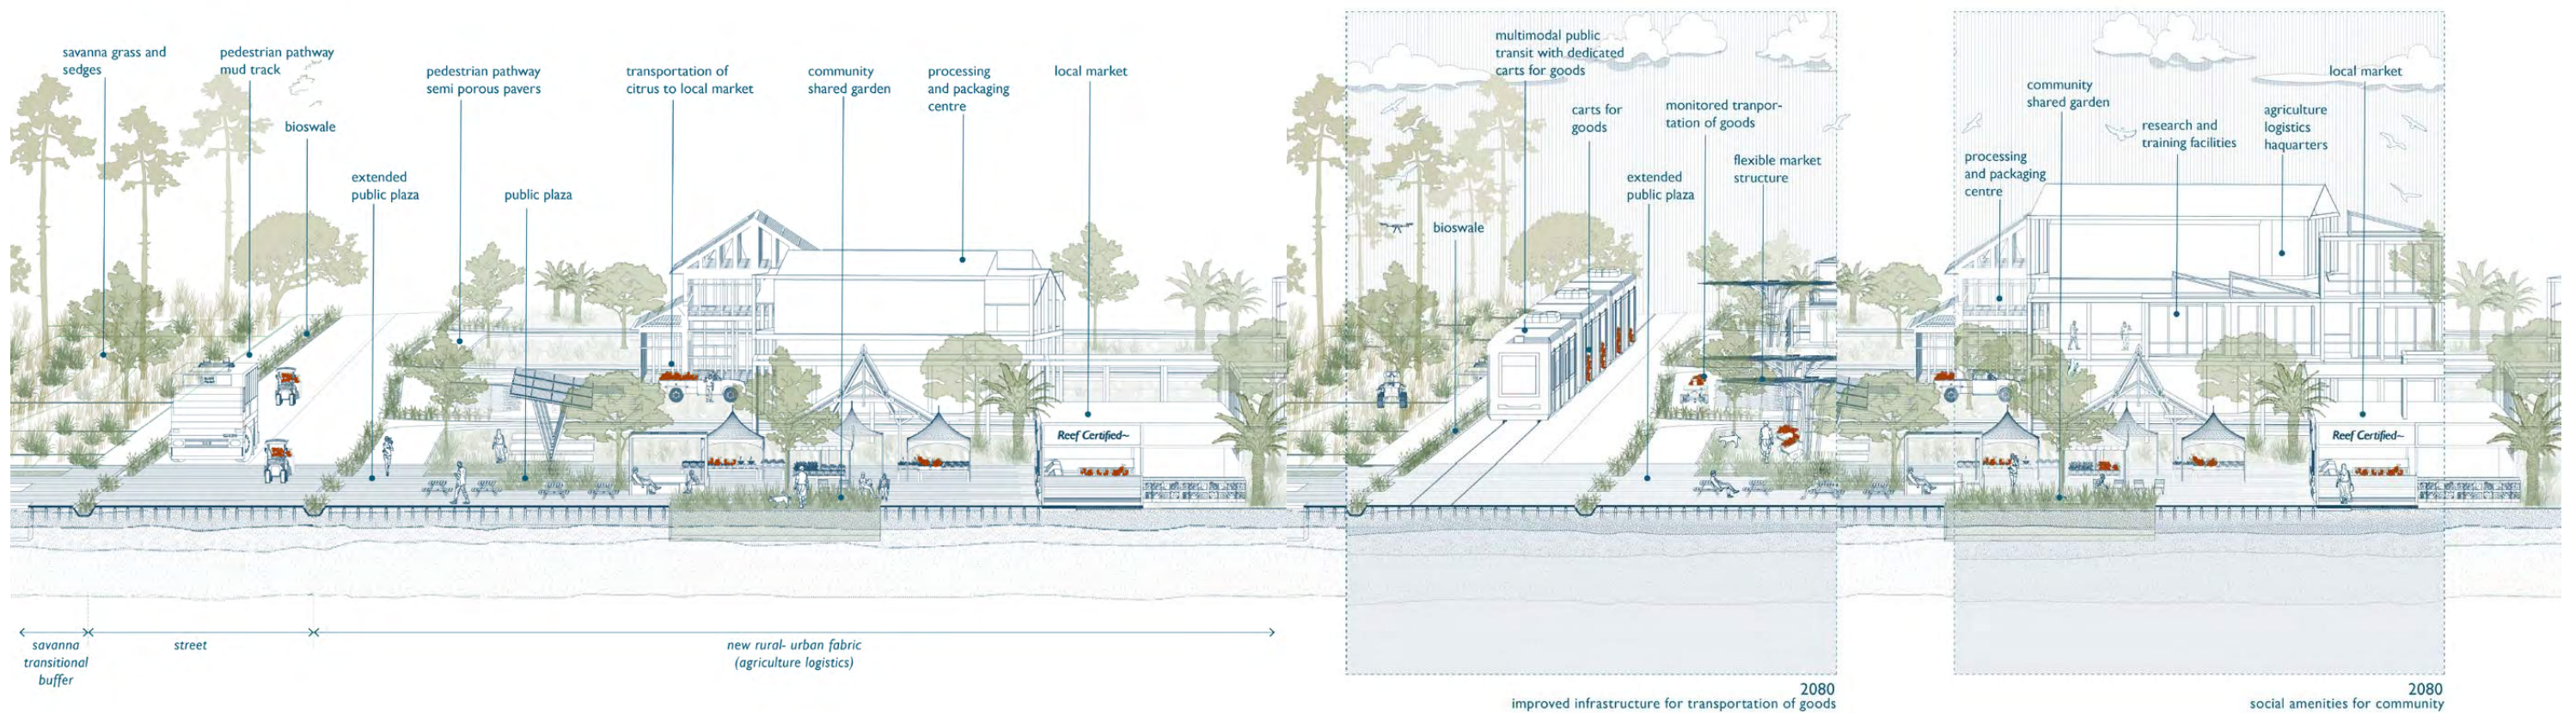 savanna grass and
sedges
pedestrian pathway
mud track
bioswale
extended
public plaza
pedestrian pathway
semi porous pavers
public plaza
transportation of
citrus to local market
community
shared garden
processing
and packaging
centre
local market
Reef Certified~
savanna
transitional
buffer
street
new rural- urban fabric
(agriculture logistics)
multimodal public
transit with dedicated
carts for goods
bioswale
carts for
goods
extended
public plaza
monitored tranpor-
tation of goods
flexible market
structure
2080
improved infrastructure for transportation of goods
processing
and packaging
centre
community
shared garden
research and
training facilities
agriculture
logistics
haquarters
local market
Reef Certified~
2080
social amenities for community